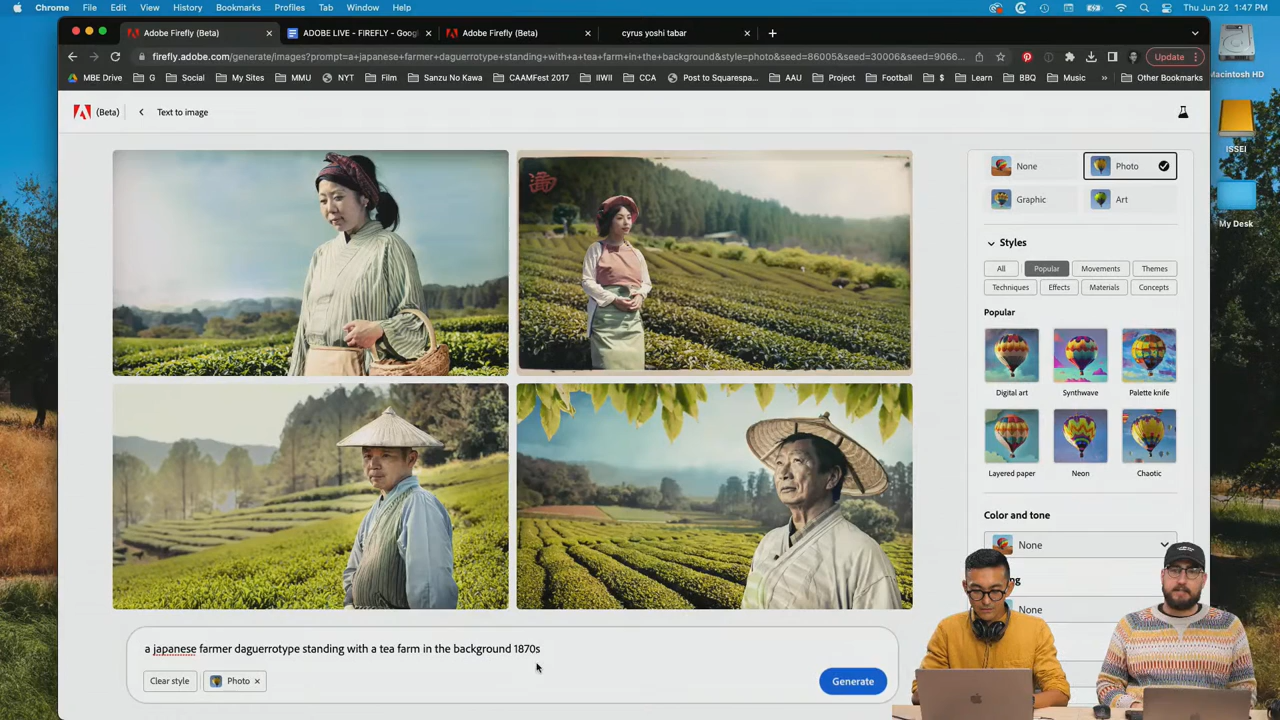 Chrome File Edit View History Bookmarks Profiles Tab Window Help
Thu Jun 22 1:47 PM
Adobe Firefly (Beta)
ADOBE LIVE - FIREFLY - Googl
Adobe Firefly (Beta)
cyrus yoshi tabar
firefly.adobe.com/generate/images?prompt=a+japanese+farmer+daguerrotype+standing+with+a+tea+farm+in+the+background&style=photo&seed=86005&seed=30006&seed=9066...
Update
MBE Drive G Social My Sites MMU NYT Film Sanzu No Kawa CAAMFest 2017 IIWII CCA Post to Squarespa... AAU Project Football $ Learn BBQ Music » Other Bookmarks
Macintosh HD
ISSEI
My Desk
(Beta) Text to image
None
Photo
Graphic
Art
Styles
All Popular Movements Themes
Techniques Effects Materials Concepts
Popular
Digital art Synthwave Palette knife
Layered paper Neon Chaotic
Color and tone
None
None
a japanese farmer daguerrotype standing with a tea farm in the background 1870s
Clear style Photo
Generate